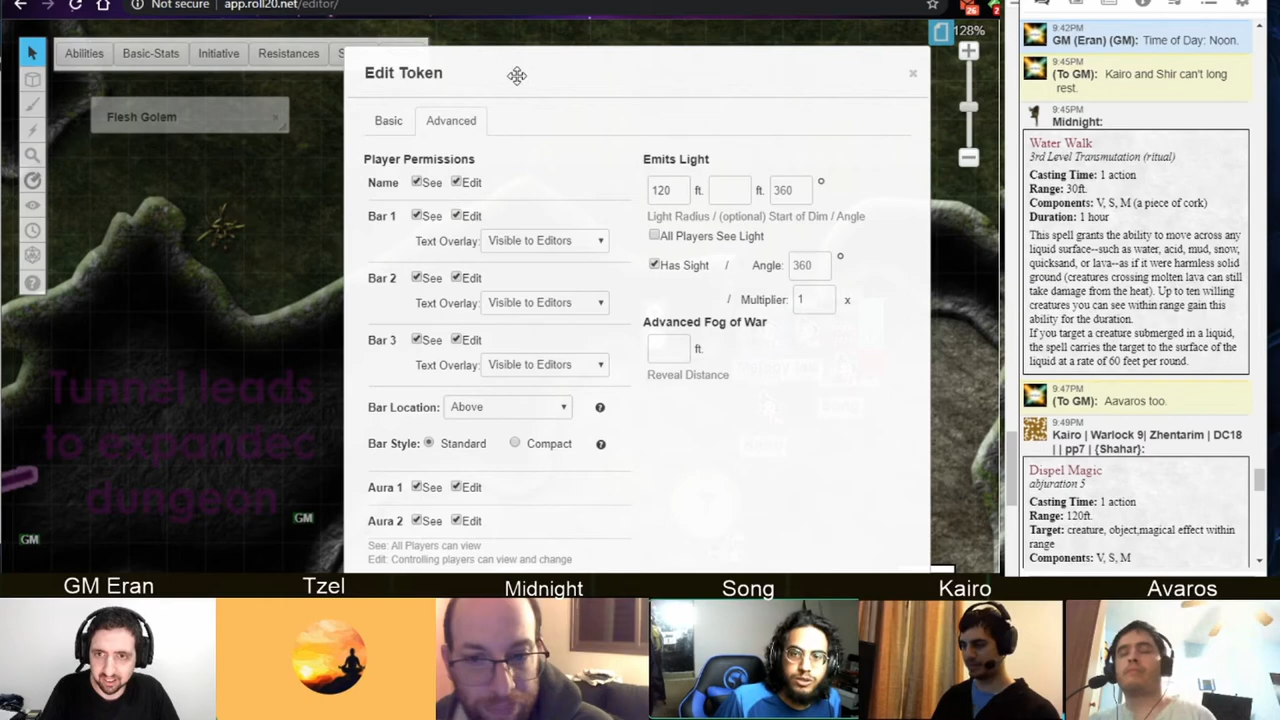 Not secure
app.roll20.net/editor/
26
2
Abilities
Basic-Stats
Initiative
Resistances
S
128%
Flesh Golem
Tunnel leads
to expandec
dungeon
GM
GM
Edit Token
Basic
Advanced
Player Permissions
Name See Edit
Bar 1 See Edit
Text Overlay: Visible to Editors
Bar 2 See Edit
Text Overlay: Visible to Editors
Bar 3 See Edit
Text Overlay: Visible to Editors
Bar Location: Above
Bar Style: Standard Compact
Aura 1 See Edit
Aura 2 See Edit
See: All Players can view
Edit: Controlling players can view and change
Emits Light
120 ft. ft. 360 °
Light Radius / (optional) Start of Dim / Angle
All Players See Light
Has Sight / Angle: 360 °
/ Multiplier: 1 x
Advanced Fog of War
ft.
Reveal Distance
9:42PM
GM (Eran) (GM): Time of Day: Noon.
9:45PM
(To GM): Kairo and Shir can't long
rest.
9:45PM
Midnight:
Water Walk
3rd Level Transmutation (ritual)
Casting Time: 1 action
Range: 30ft.
Components: V, S, M (a piece of cork)
Duration: 1 hour
This spell grants the ability to move across any
liquid surface--such as water, acid, mud, snow,
quicksand, or lava--as if it were harmless solid
ground (creatures crossing molten lava can still
take damage from the heat). Up to ten willing
creatures you can see within range gain this
ability for the duration.
If you target a creature submerged in a liquid,
the spell carries the target to the surface of the
liquid at a rate of 60 feet per round.
9:47PM
(To GM): Aavaros too.
9:49PM
Kairo | Warlock 9| Zhentarim | DC18
| | pp7 | {Shahar}:
Dispel Magic
abjuration 5
Casting Time: 1 action
Range: 120ft.
Target: creature, object,magical effect within
range
Components: V, S, M
GM Eran
Tzel
Midnight
Song
Kairo
Avaros